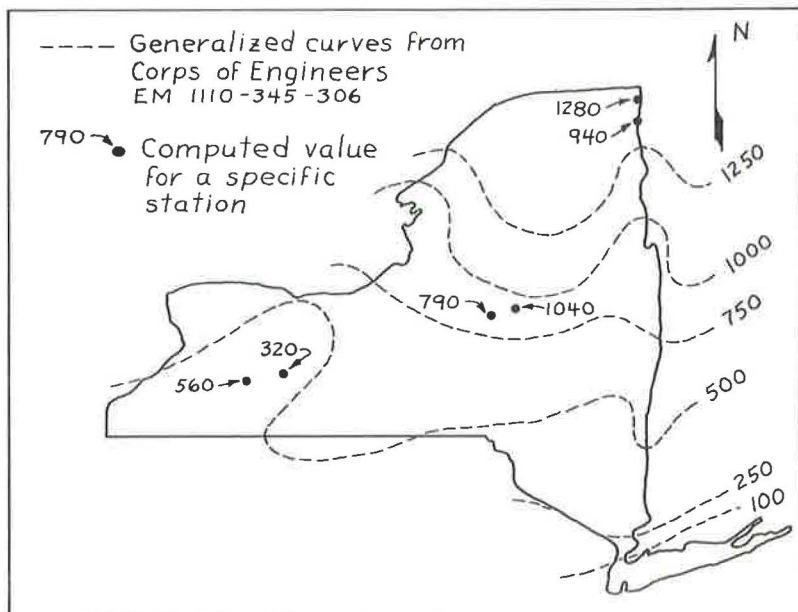 Generalized curves from
Corps of Engineers
EM 1110-345-306
790
Computed value
for a specific
station
N
1280
940
1250
1000
790
1040
750
320
560
500
250
100